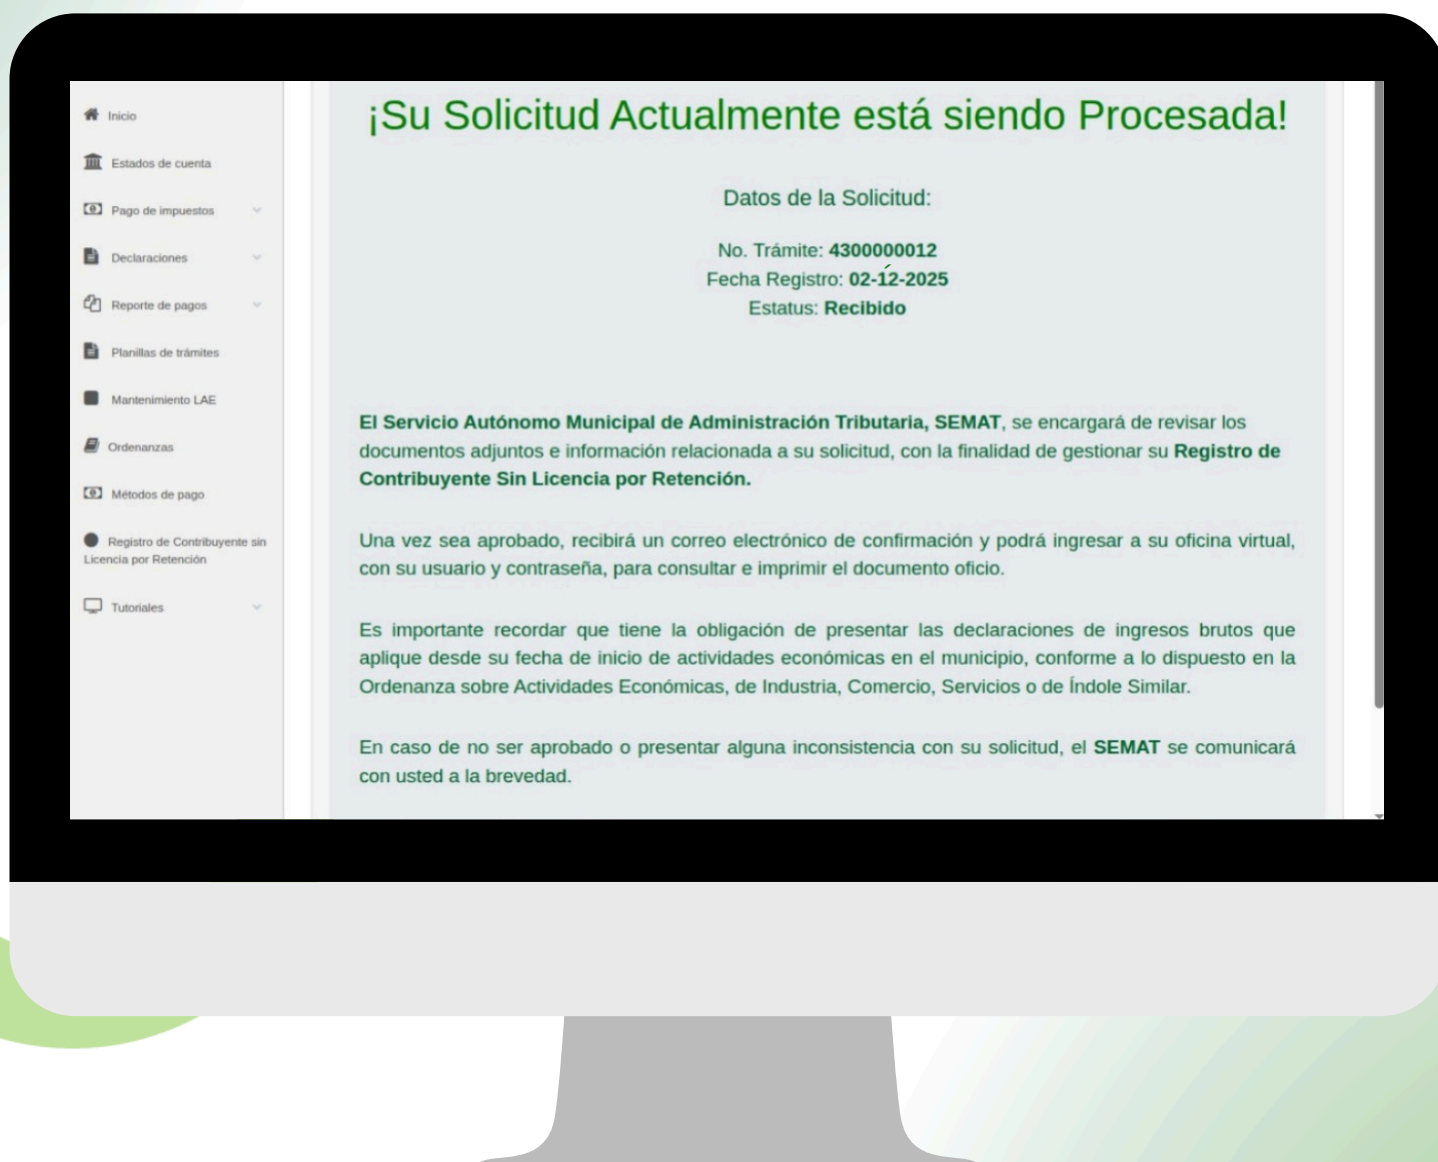 Inicio
Estados de cuenta
Pago de impuestos
Declaraciones
Reporte de pagos
Planillas de trámites
Mantenimiento LAE
Ordenanzas
Métodos de pago
Registro de Contribuyente sin
Licencia por Retención
Tutoriales
¡Su Solicitud Actualmente está siendo Procesada!
Datos de la Solicitud:
No. Trámite: 4300000012
Fecha Registro: 02-12-2025
Estatus: Recibido
El Servicio Autónomo Municipal de Administración Tributaria, SEMAT, se encargará de revisar los
documentos adjuntos e información relacionada a su solicitud, con la finalidad de gestionar su Registro de
Contribuyente Sin Licencia por Retención.
Una vez sea aprobado, recibirá un correo electrónico de confirmación y podrá ingresar a su oficina virtual,
con su usuario y contraseña, para consultar e imprimir el documento oficio.
Es importante recordar que tiene la obligación de presentar las declaraciones de ingresos brutos que
aplique desde su fecha de inicio de actividades económicas en el municipio, conforme a lo dispuesto en la
Ordenanza sobre Actividades Económicas, de Industria, Comercio, Servicios o de Índole Similar.
En caso de no ser aprobado o presentar alguna inconsistencia con su solicitud, el SEMAT se comunicará
con usted a la brevedad.